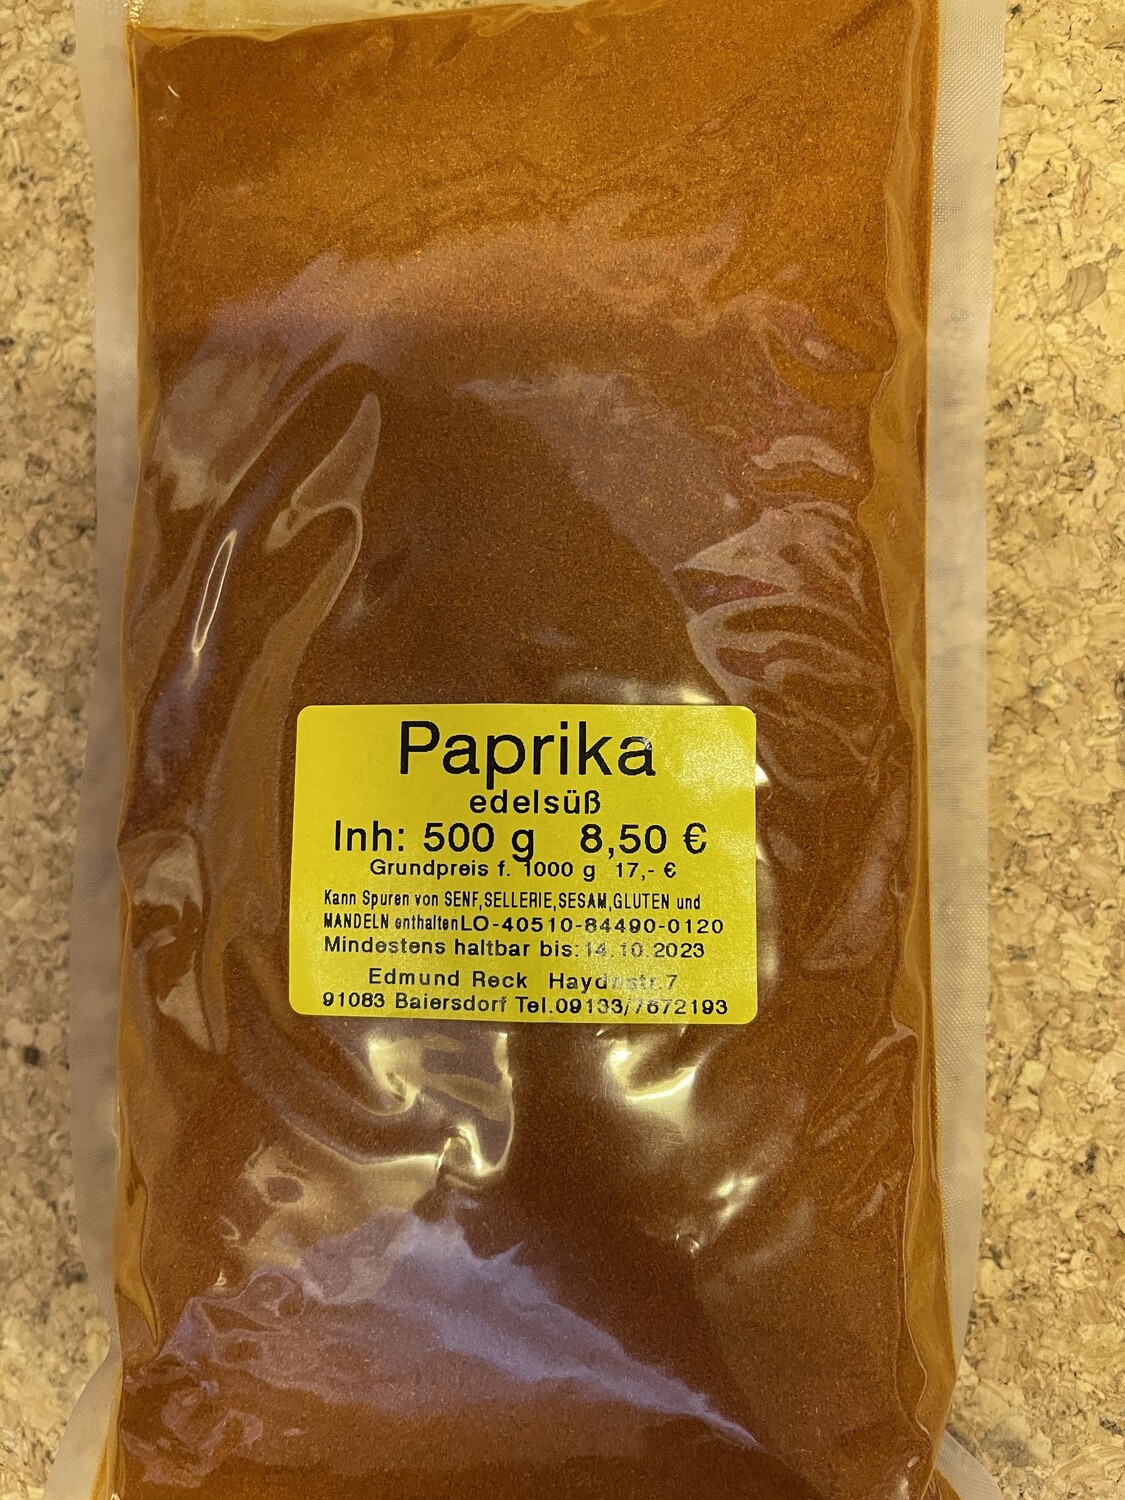 Paprika
edelsüß
Inh: 500 g 8,50 €
Grundpreis f. 1000 g 17,- €
Kann Spuren von SENF,SELLERIE,SESAM,GLUTEN und
MANDELN enthalten LO-40510-84490-0120
Mindestens haltbar bis: 14.10.2023
Edmund Reck Haydnstr.7
91083 Baiersdorf Tel.09133/7672193